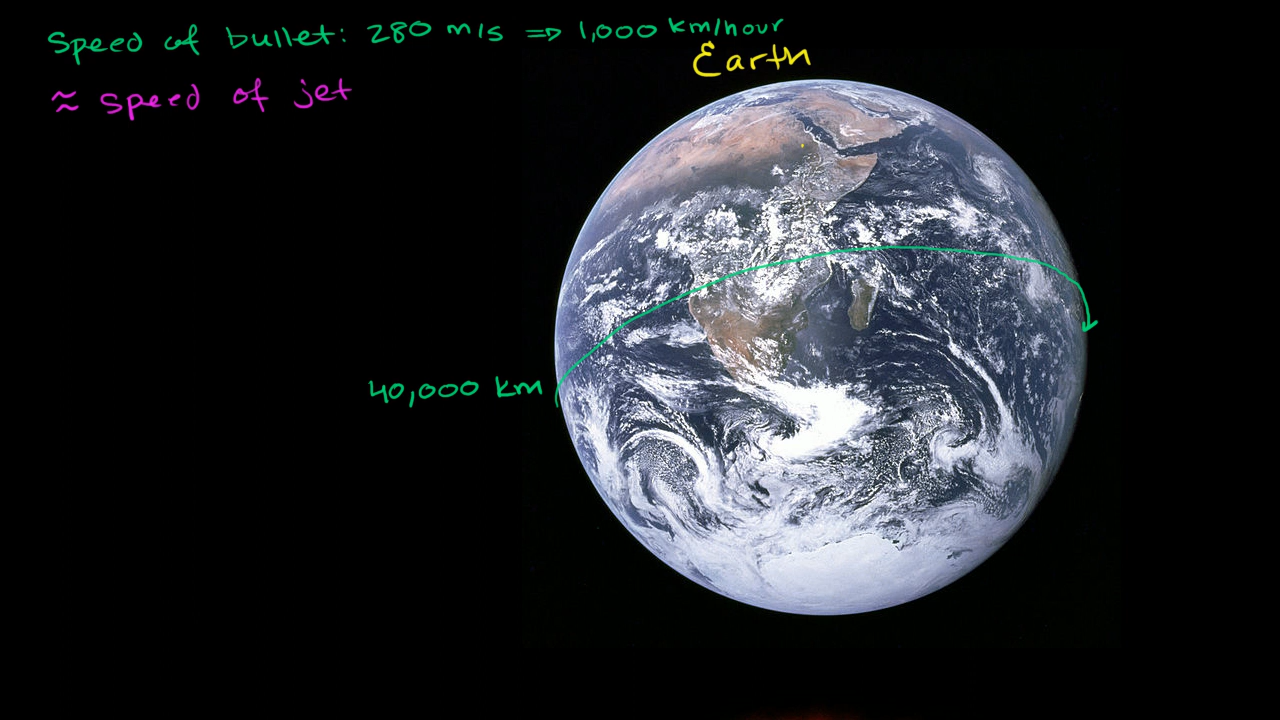 Speed of bullet: 280 m/s ⇒ 1,000 km/hour
Earth
≈ speed of jet
40,000 km